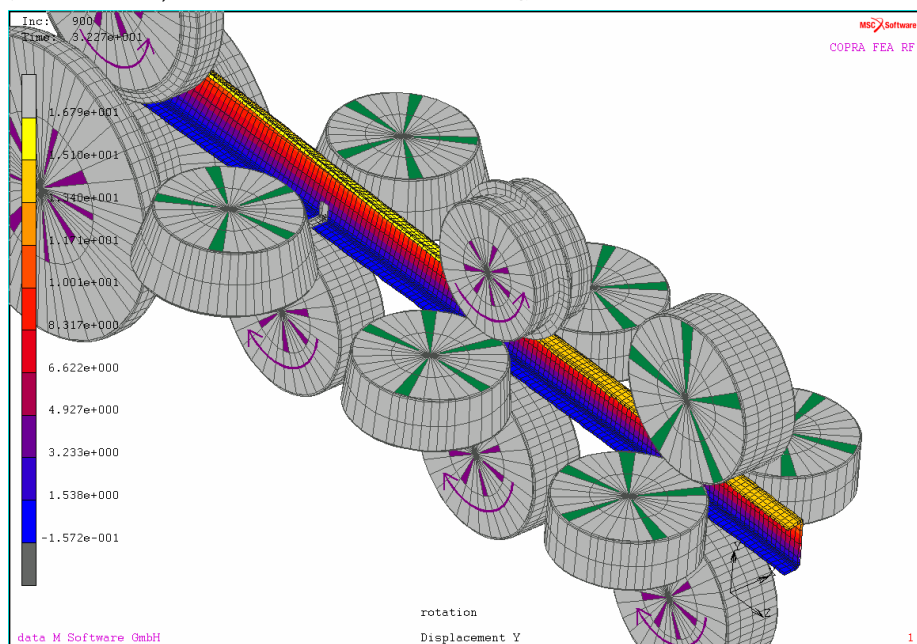 Inc: 900
Time: 3.227e+001
MSC Software
COPRA FEA RF
1.679e+001
1.510e+001
1.340e+001
1.171e+001
1.001e+001
8.317e+000
6.622e+000
4.927e+000
3.233e+000
1.538e+000
-1.572e-001
Y
Z
rotation
data M Software GmbH
Displacement Y
1